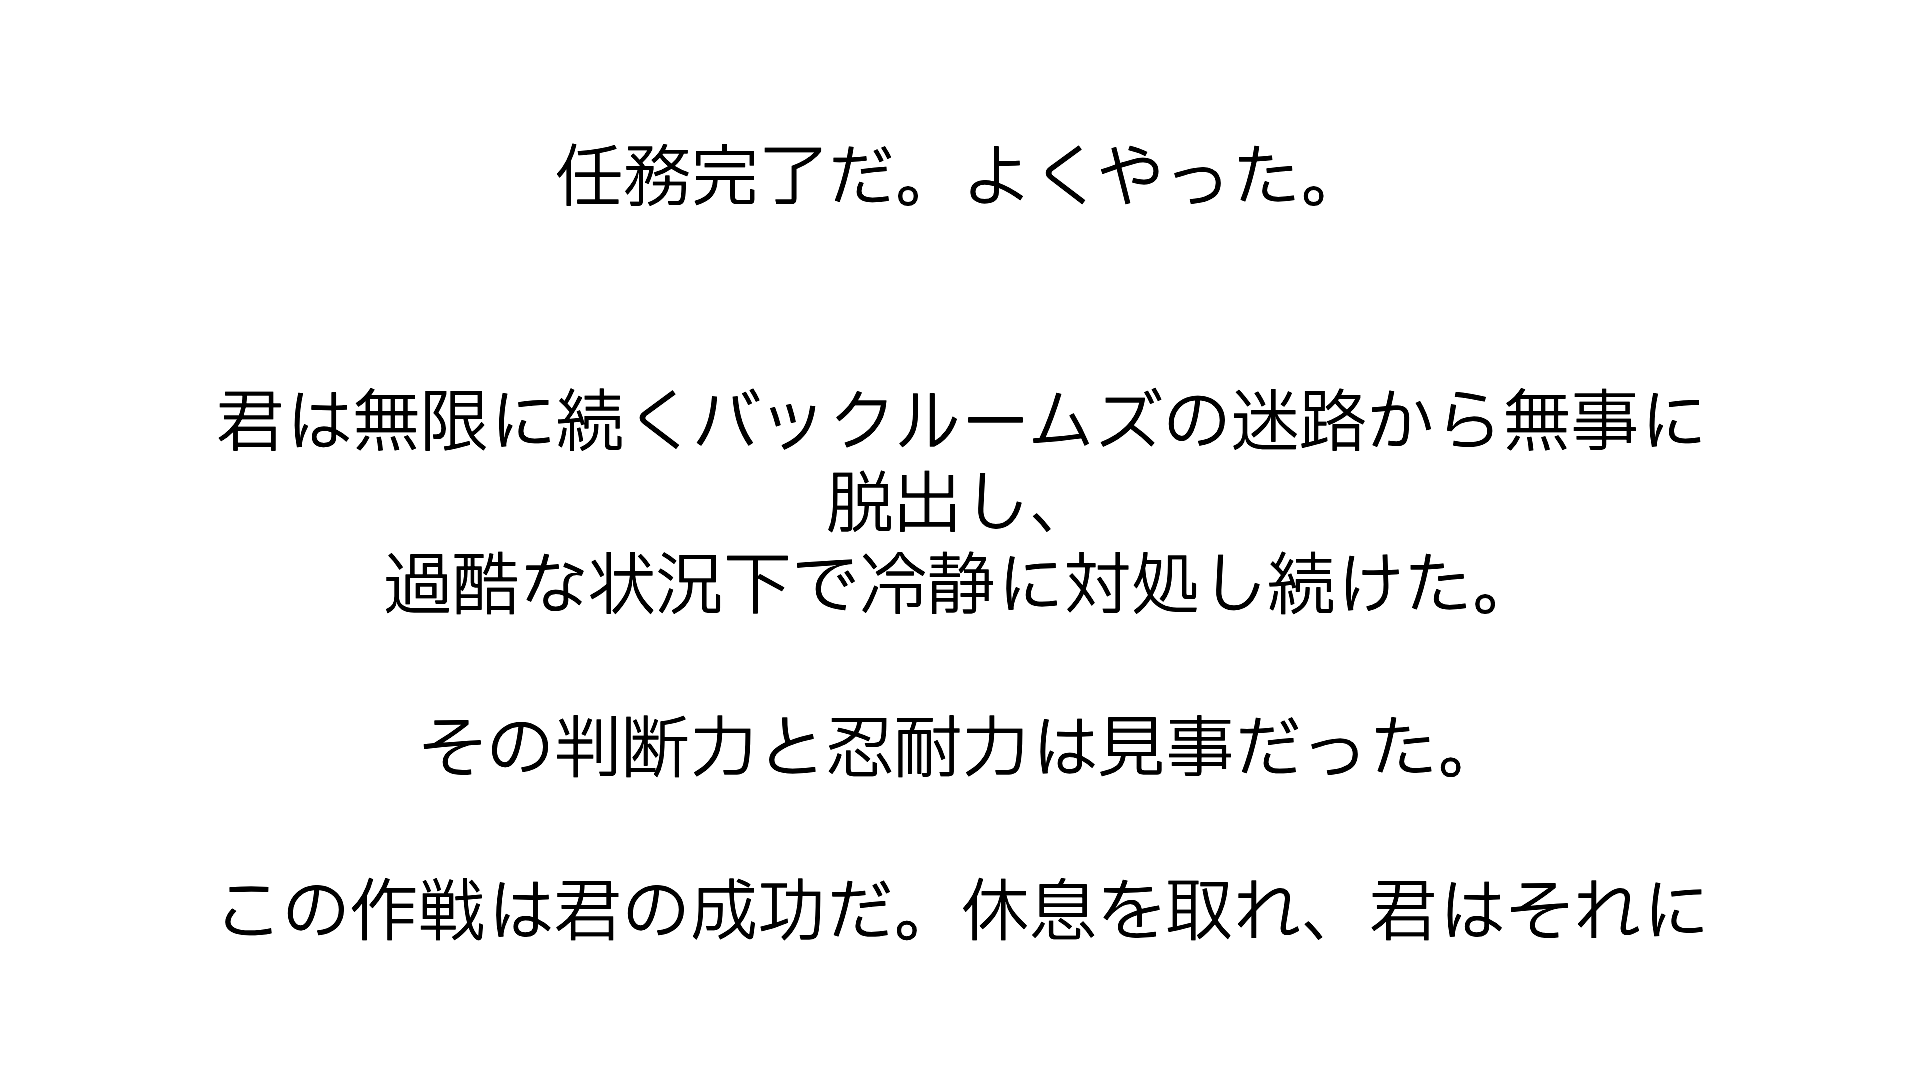 任務完了だ。よくやった。
君は無限に続くバックルームズの迷路から無事に
脱出し、
過酷な状況下で冷静に対処し続けた。
その判断力と忍耐力は見事だった。
この作戦は君の成功だ。休息を取れ、君はそれに